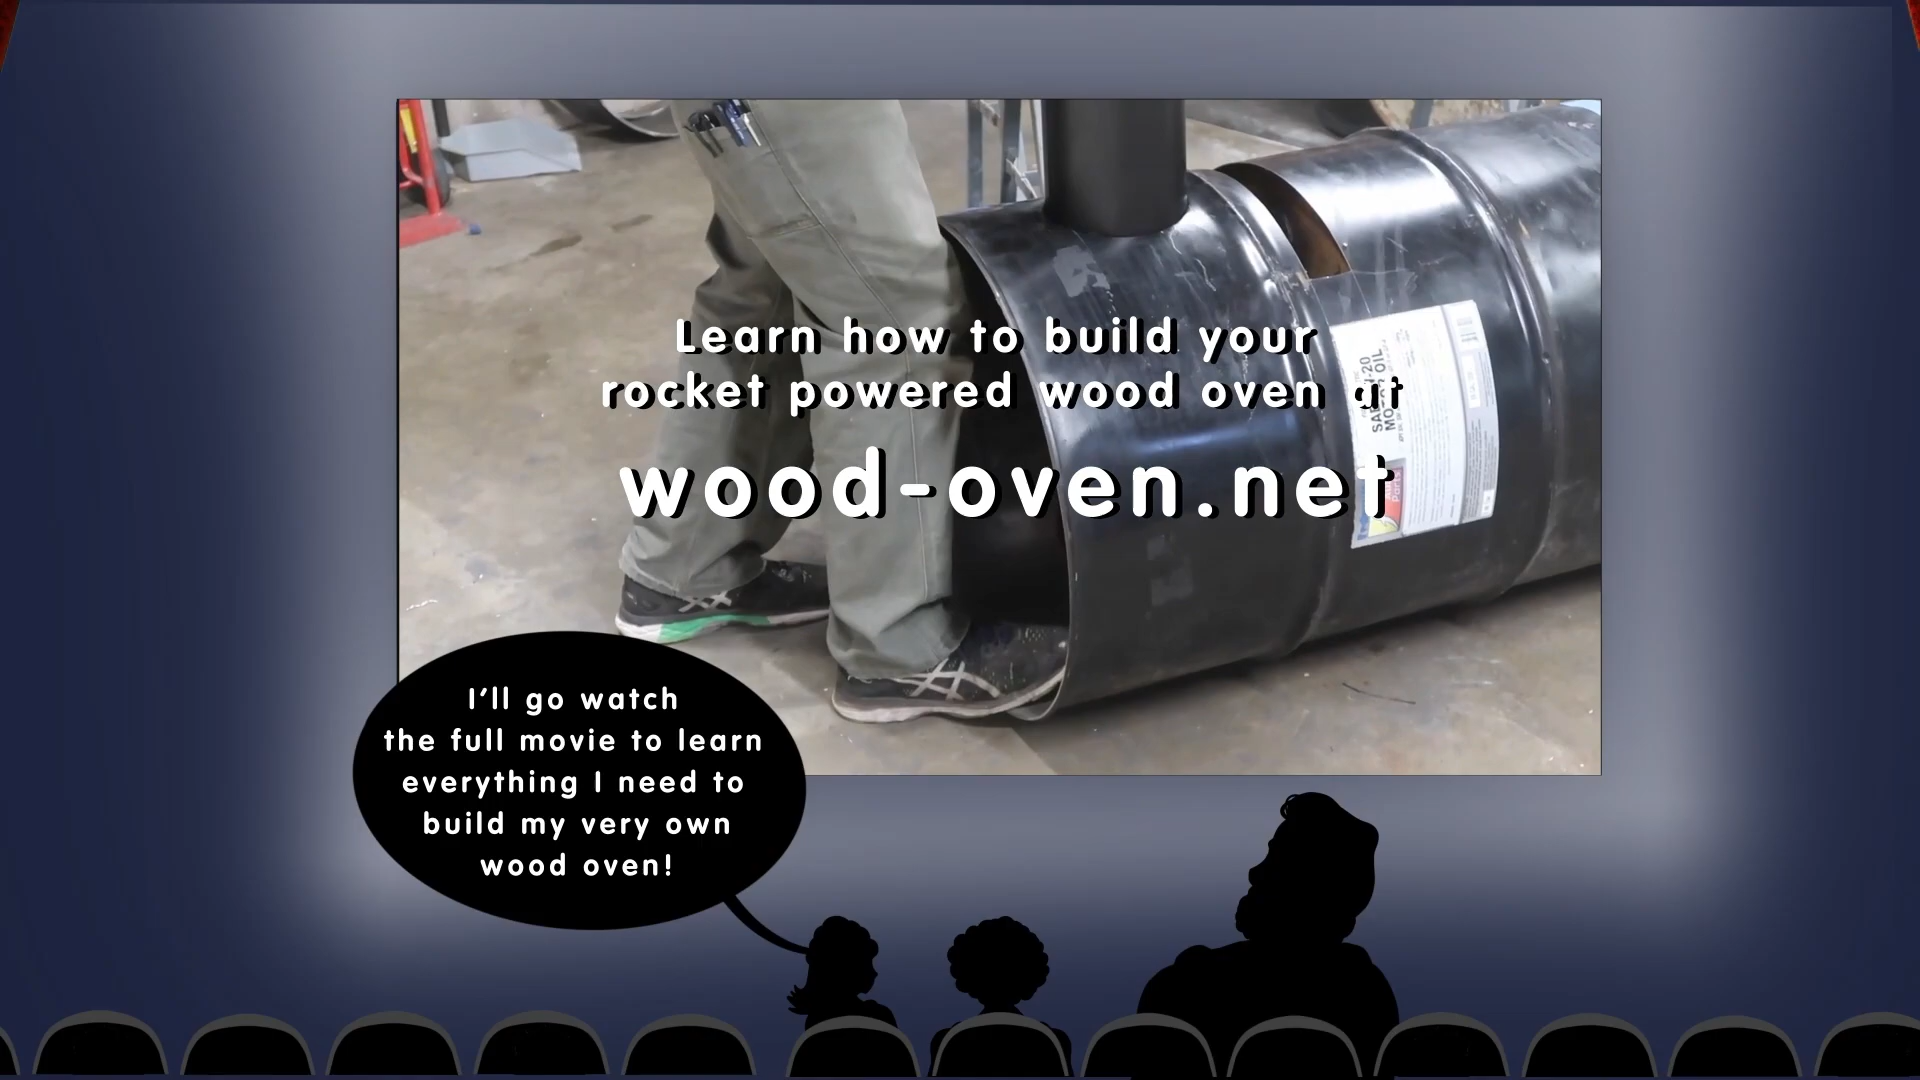 Learn how to build your
rocket powered wood oven at
wood-oven.net
I'll go watch
the full movie to learn
everything I need to
build my very own
wood oven!